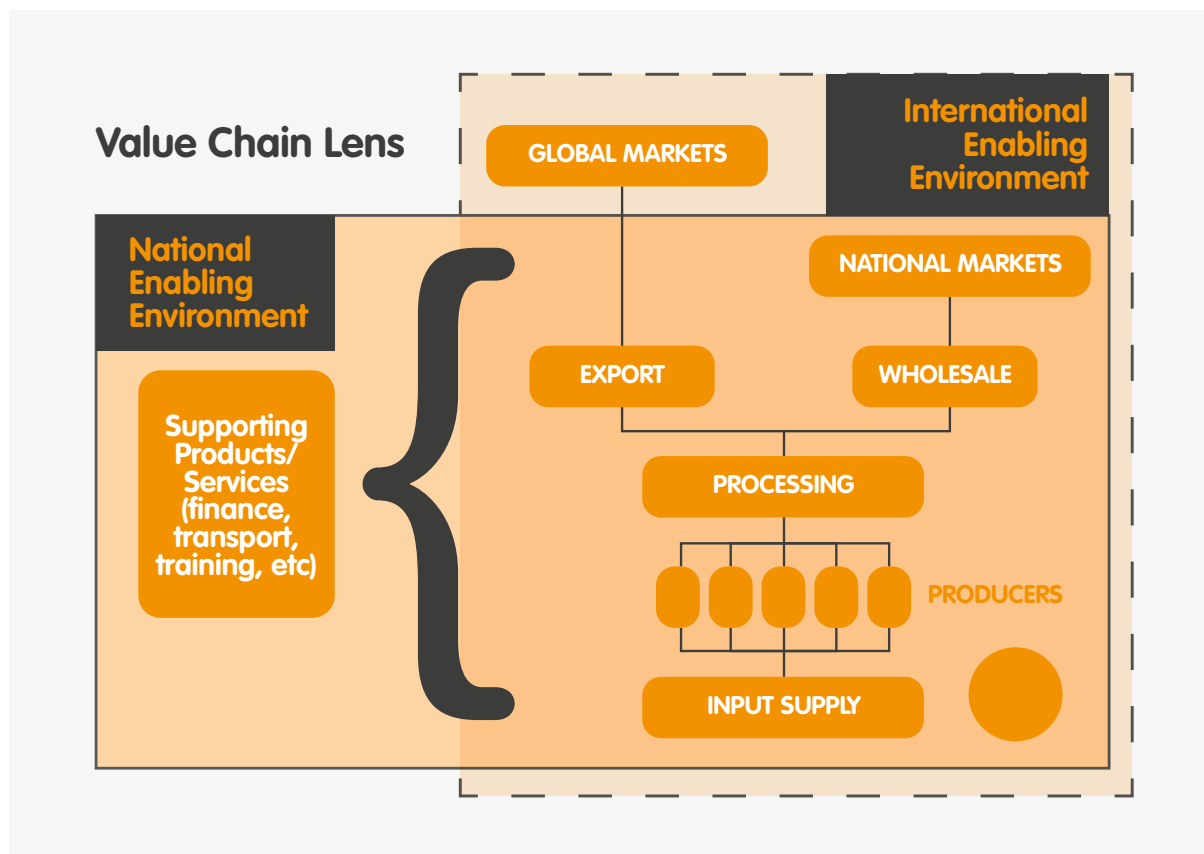 Value Chain Lens
GLOBAL MARKETS
International
Enabling
Environment
National
Enabling
Environment
NATIONAL MARKETS
EXPORT
WHOLESALE
Supporting
Products/
Services
(finance,
transport,
training, etc)
PROCESSING
PRODUCERS
INPUT SUPPLY